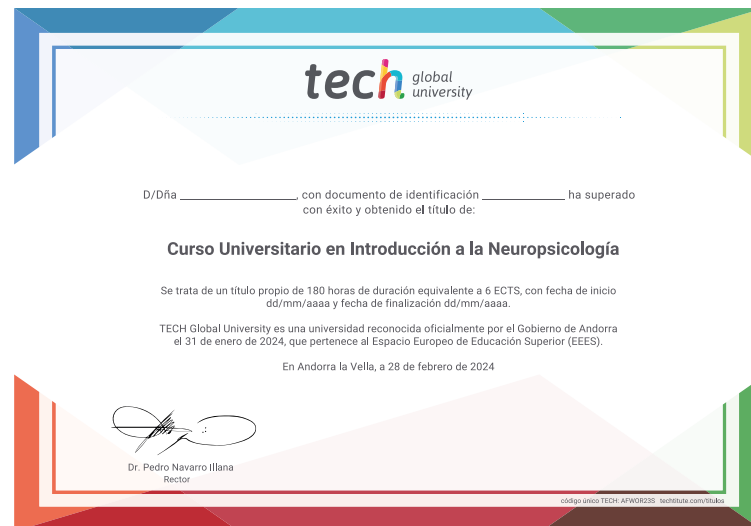 tech global university
D/Dña ____________________, con documento de identificación ______________ ha superado
con éxito y obtenido el título de:
Curso Universitario en Introducción a la Neuropsicología
Se trata de un título propio de 180 horas de duración equivalente a 6 ECTS, con fecha de inicio
dd/mm/aaaa y fecha de finalización dd/mm/aaaa.
TECH Global University es una universidad reconocida oficialmente por el Gobierno de Andorra
el 31 de enero de 2024, que pertenece al Espacio Europeo de Educación Superior (EEES).
En Andorra la Vella, a 28 de febrero de 2024
Dr. Pedro Navarro Illana
Rector
código único TECH: AFWOR23S techtitute.com/titulos